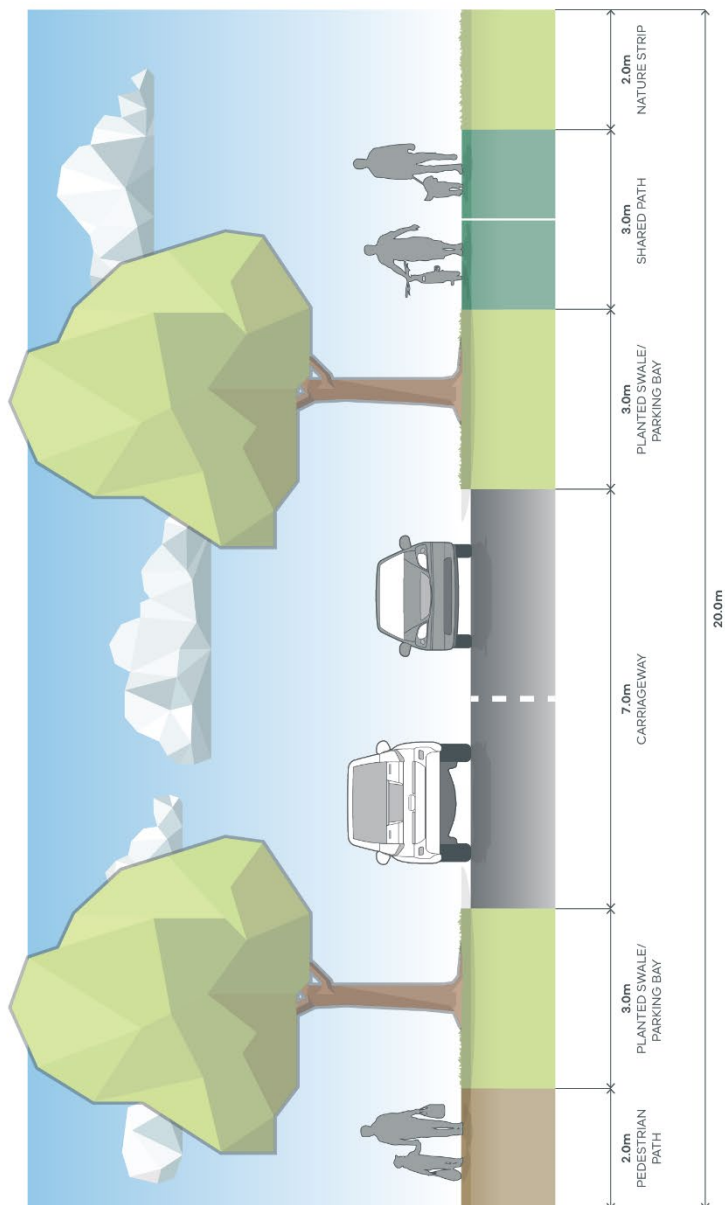 2.0m
PEDESTRIAN
PATH
3.0m
PLANTED SWALE/
PARKING BAY
7.0m
CARRIAGEWAY
3.0m
PLANTED SWALE/
PARKING BAY
3.0m
SHARED PATH
2.0m
NATURE STRIP
20.0m